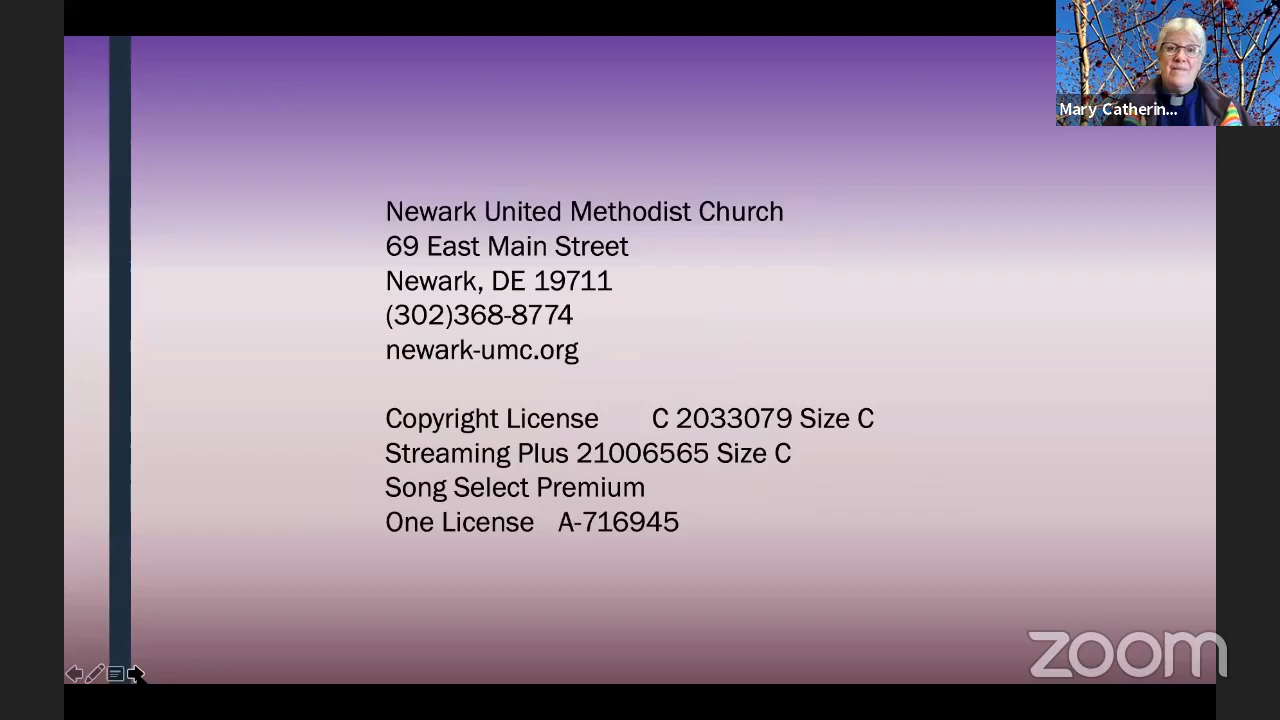 Mary Catherin...
Newark United Methodist Church
69 East Main Street
Newark, DE 19711
(302)368-8774
newark-umc.org
Copyright License C 2033079 Size C
Streaming Plus 21006565 Size C
Song Select Premium
One License A-716945
zoom